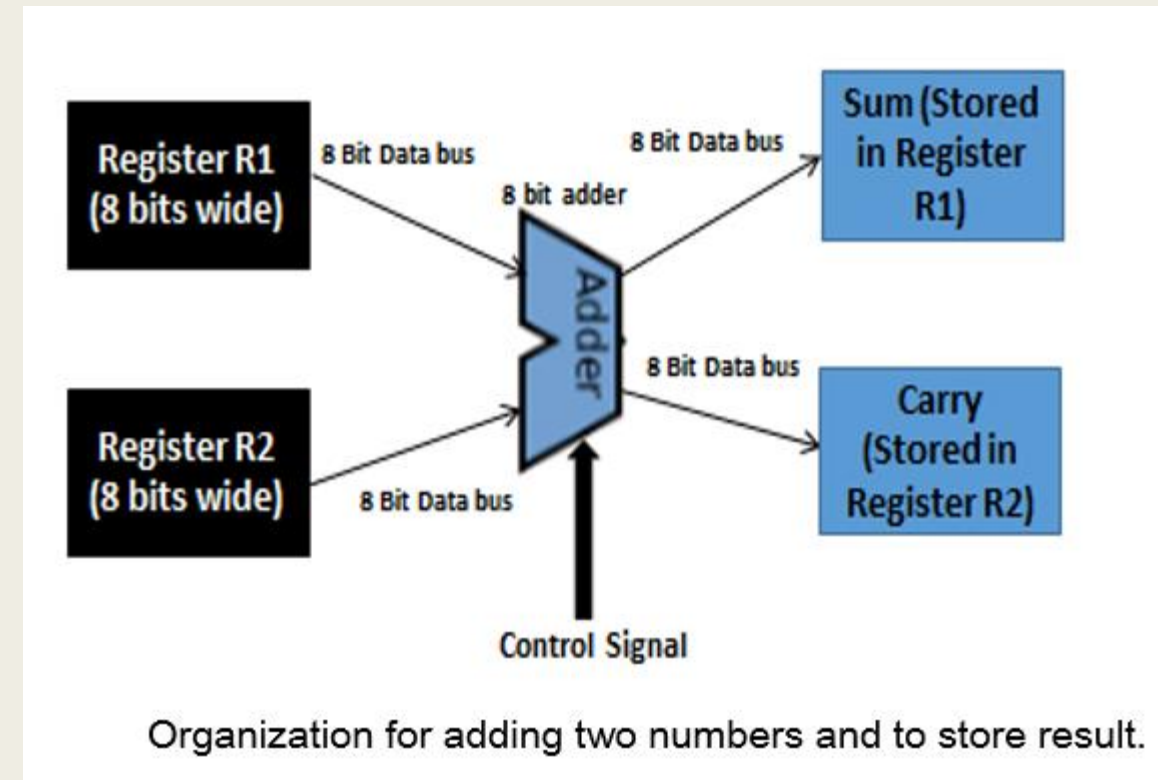 Register R1
(8 bits wide)
8 Bit Data bus
8 bit adder
8 Bit Data bus
Sum (Stored
in Register
R1)
Adder
Register R2
(8 bits wide)
8 Bit Data bus
8 Bit Data bus
Carry
(Stored in
Register R2)
Control Signal
Organization for adding two numbers and to store result.